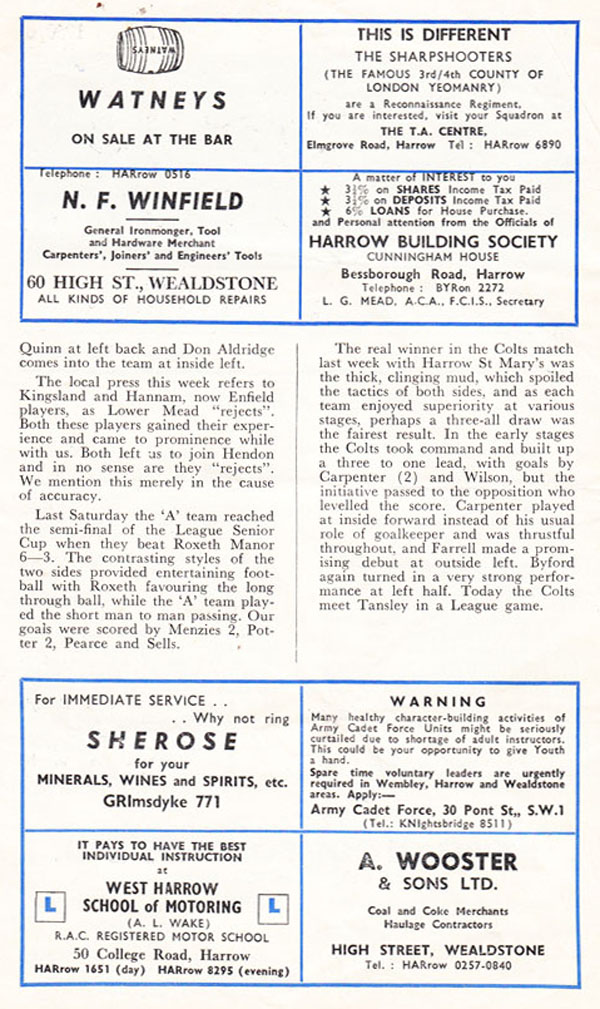 WATNEYS
WATNEYS
ON SALE AT THE BAR
THIS IS DIFFERENT
THE SHARPSHOOTERS
(THE FAMOUS 3rd/4th COUNTY OF
LONDON YEOMANRY)
are a Reconnaissance Regiment.
If you are interested, visit your Squadron at
THE T.A. CENTRE,
Elmgrove Road, Harrow Tel : HARrow 6890
Telephone : HARrow 0516
N. F. WINFIELD
General Ironmonger, Tool
and Hardware Merchant
Carpenters', Joiners' and Engineers' Tools
60 HIGH ST., WEALDSTONE
ALL KINDS OF HOUSEHOLD REPAIRS
A matter of INTEREST to you
★ 3½% on SHARES Income Tax Paid
★ 3½% on DEPOSITS Income Tax Paid
★ 6% LOANS for House Purchase.
and Personal attention from the Officials of
HARROW BUILDING SOCIETY
CUNNINGHAM HOUSE
Bessborough Road, Harrow
Telephone : BYRon 2272
L. G. MEAD, A.C.A., F.C.I.S., Secretary
Quinn at left back and Don Aldridge
comes into the team at inside left.
The local press this week refers to
Kingsland and Hannam, now Enfield
players, as Lower Mead “rejects”.
Both these players gained their exper-
ience and came to prominence while
with us. Both left us to join Hendon
and in no sense are they “rejects”.
We mention this merely in the cause
of accuracy.
Last Saturday the ‘A’ team reached
the semi-final of the League Senior
Cup when they beat Roxeth Manor
6—3. The contrasting styles of the
two sides provided entertaining foot-
ball with Roxeth favouring the long
through ball, while the ‘A’ team play-
ed the short man to man passing. Our
goals were scored by Menzies 2, Pot-
ter 2, Pearce and Sells.
The real winner in the Colts match
last week with Harrow St Mary's was
the thick, clinging mud, which spoiled
the tactics of both sides, and as each
team enjoyed superiority at various
stages, perhaps a three-all draw was
the fairest result. In the early stages
the Colts took command and built up
a three to one lead, with goals by
Carpenter (2) and Wilson, but the
initiative passed to the opposition who
levelled the score. Carpenter played
at inside forward instead of his usual
role of goalkeeper and was thrustful
throughout, and Farrell made a prom-
ising debut at outside left. Byford
again turned in a very strong perfor-
mance at left half. Today the Colts
meet Tansley in a League game.
For IMMEDIATE SERVICE . .
. . Why not ring
SHEROSE
for your
MINERALS, WINES and SPIRITS, etc.
GRImsdyke 771
WARNING
Many healthy character-building activities of
Army Cadet Force Units might be seriously
curtailed due to shortage of adult instructors.
This could be your opportunity to give Youth
a hand.
Spare time voluntary leaders are urgently
required in Wembley, Harrow and Wealdstone
areas. Apply:—
Army Cadet Force, 30 Pont St,, S.W.1
(Tel.: KNIghtsbridge 8511)
IT PAYS TO HAVE THE BEST
INDIVIDUAL INSTRUCTION
at
WEST HARROW
L SCHOOL of MOTORING L
(A. L. WAKE)
R.A.C. REGISTERED MOTOR SCHOOL
50 College Road, Harrow
HARrow 1651 (day) HARrow 8295 (evening)
A. WOOSTER
& SONS LTD.
Coal and Coke Merchants
Haulage Contractors
HIGH STREET, WEALDSTONE
Tel. : HARrow 0257-0840